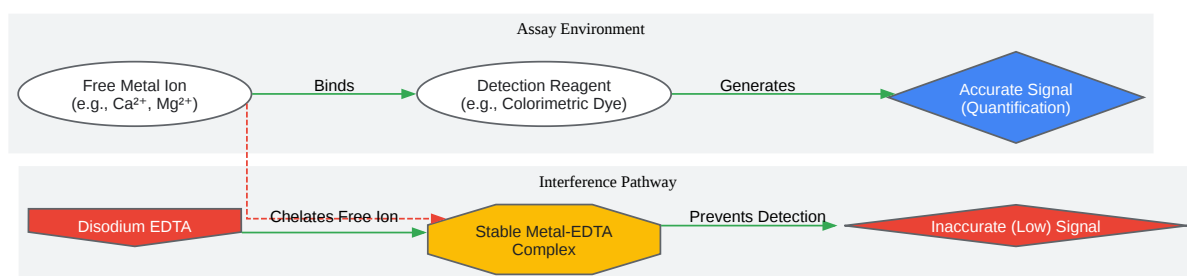 Assay Environment
Free Metal Ion
(e.g., Ca²⁺, Mg²⁺)
Binds
Detection Reagent
(e.g., Colorimetric Dye)
Generates
Accurate Signal
(Quantification)
Interference Pathway
Disodium EDTA
Chelates Free Ion
Stable Metal-EDTA
Complex
Prevents Detection
Inaccurate (Low) Signal